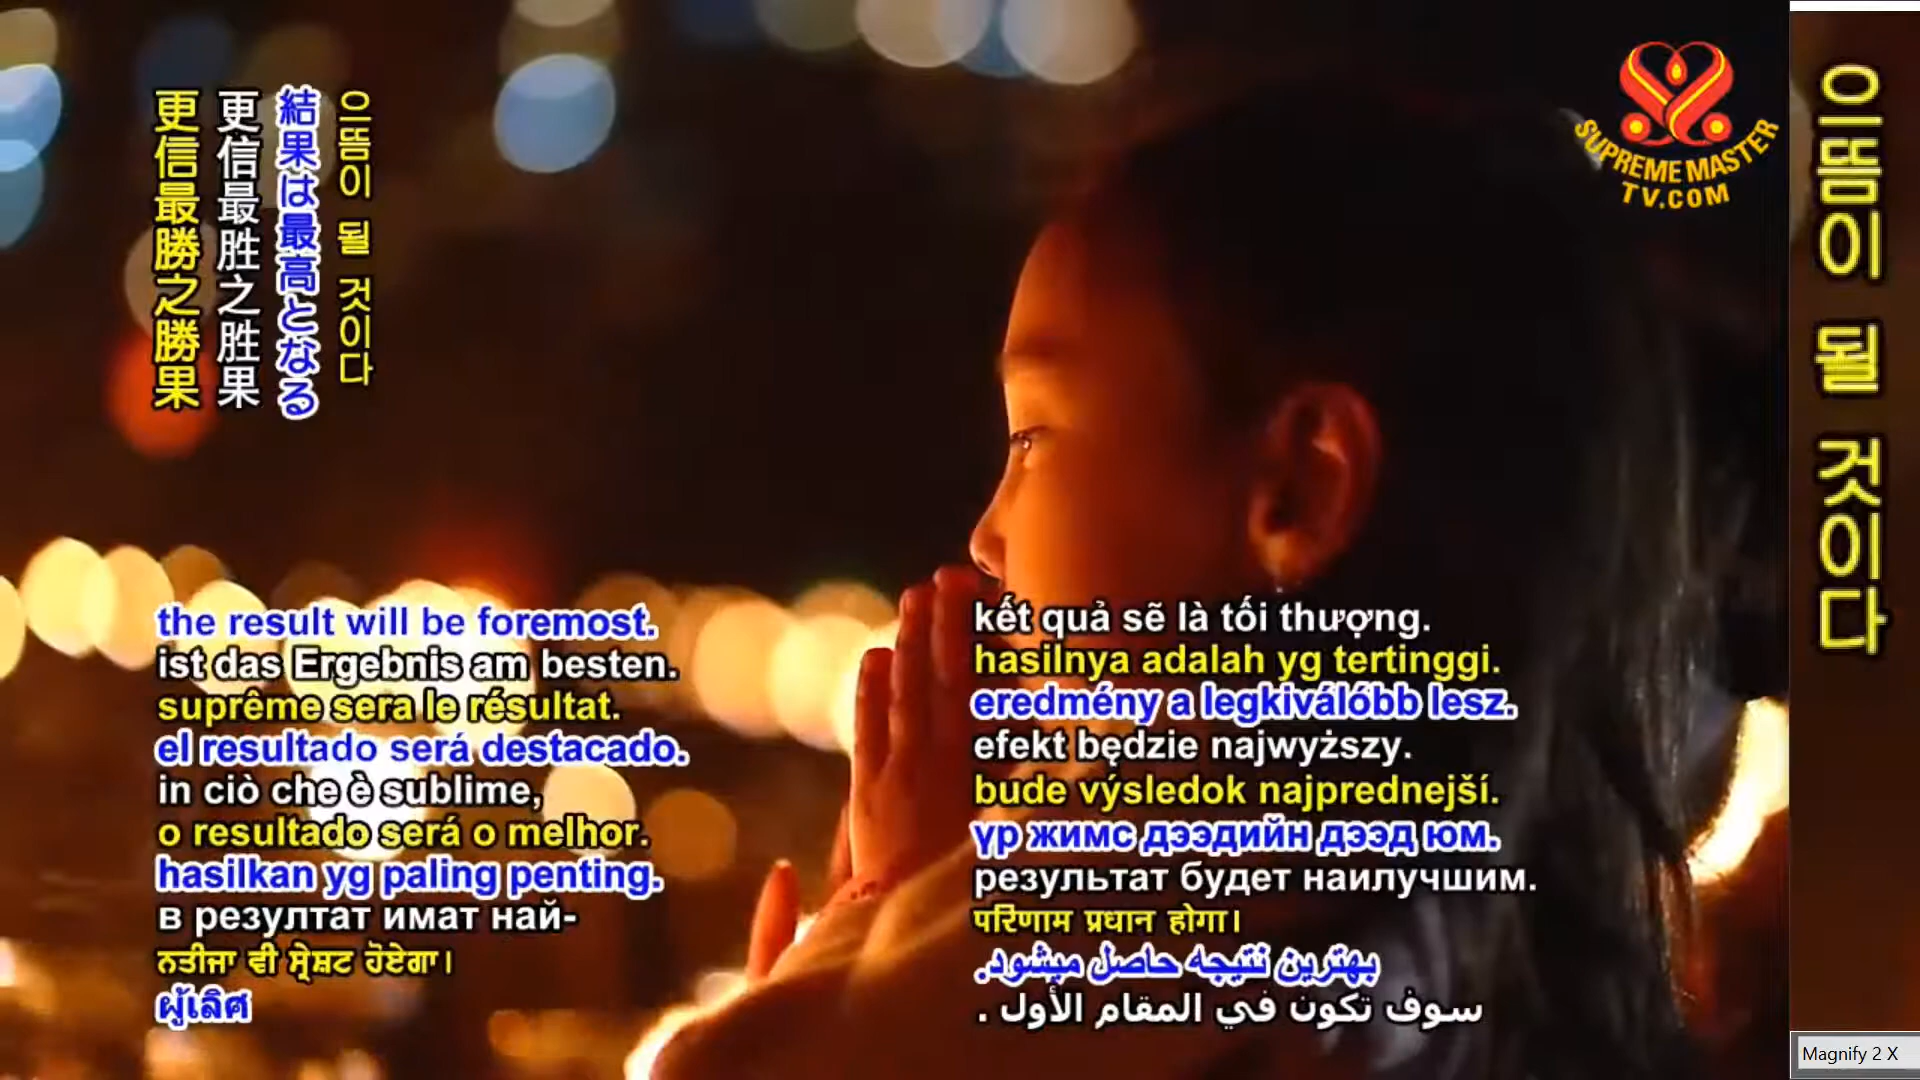 更信最勝之勝果
更信最胜之胜果
結果は最高となる
으뜸이 될 것이다
SUPREME MASTER
TV.COM
the result will be foremost.
ist das Ergebnis am besten.
suprême sera le résultat.
el resultado será destacado.
in ciò che è sublime,
o resultado será o melhor.
hasilkan yg paling penting.
в резултат имат най-
ਨਤੀਜਾ ਵੀ ਸ੍ਰੇਸ਼ਟ ਹੋਏਗਾ।
ผู้เลิศ
kết quả sẽ là tối thượng.
hasilnya adalah yg tertinggi.
eredmény a legkiválóbb lesz.
efekt będzie najwyższy.
bude výsledok najprednejší.
үр жимс дээдийн дээд юм.
результат будет наилучшим.
परिणाम प्रधान होगा।
بهترین نتیجه حاصل میشود.
سوف تكون في المقام الأول .
으뜸이 될 것이다
Magnify 2 X